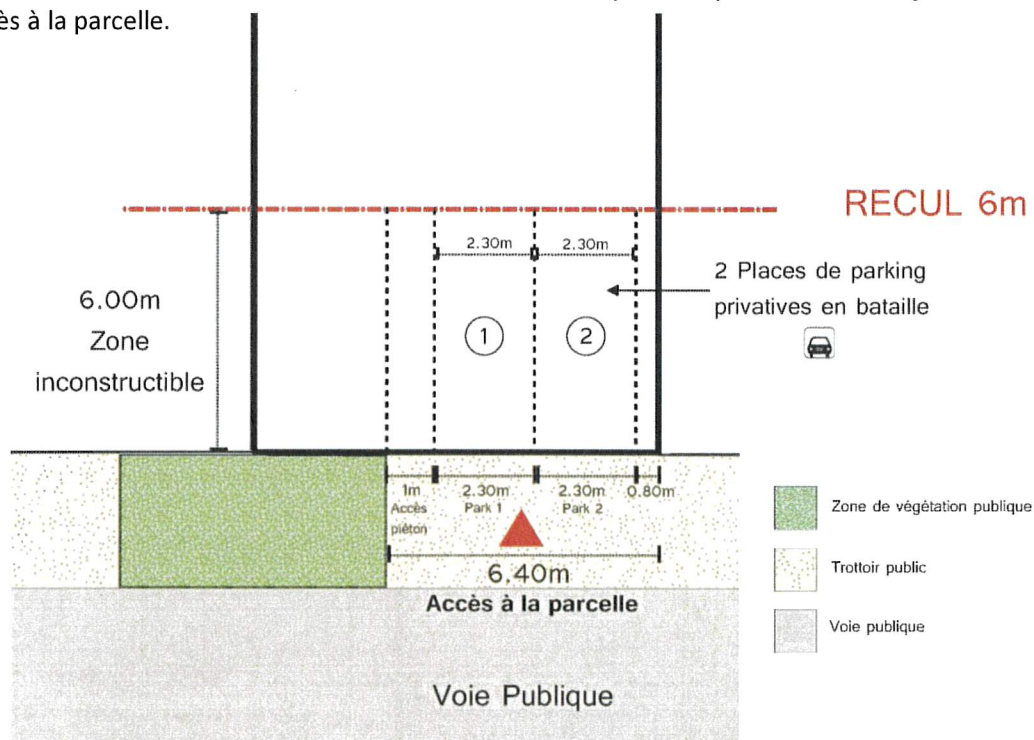 ès à la parcelle.
RECUL 6m
2.30m 2.30m
2 Places de parking
privatives en bataille
6.00m
Zone
inconstructible
1 2
1m 2.30m 2.30m 0.80m
Accès Park 1 Park 2
piéton
6.40m
Accès à la parcelle
Zone de végétation publique
Trottoir public
Voie publique
Voie Publique